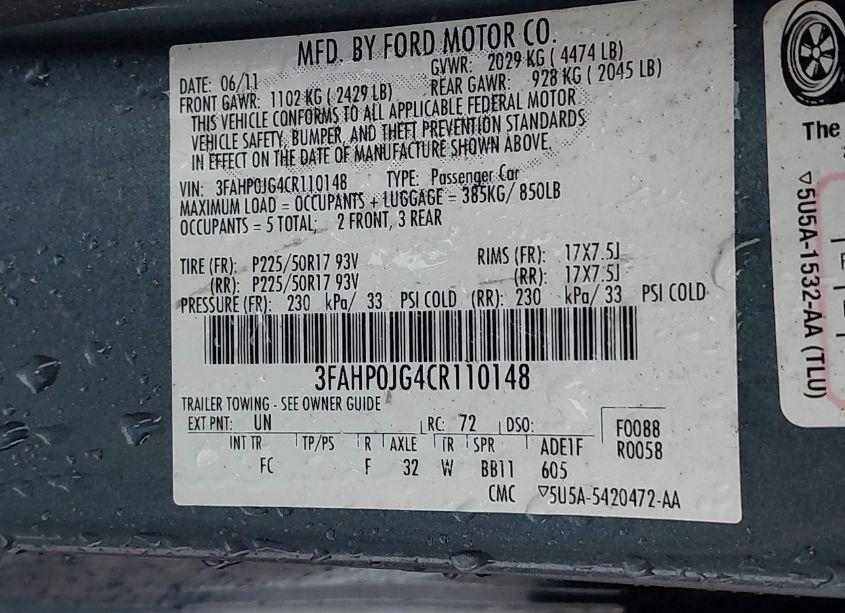 MFD. BY FORD MOTOR CO.
DATE: 06/11 GVWR: 2029 KG ( 4474 LB)
FRONT GAWR: 1102 KG ( 2429 LB) REAR GAWR: 928 KG ( 2045 LB)
THIS VEHICLE CONFORMS TO ALL APPLICABLE FEDERAL MOTOR
VEHICLE SAFETY, BUMPER, AND THEFT PREVENTION STANDARDS
IN EFFECT ON THE DATE OF MANUFACTURE SHOWN ABOVE.
VIN: 3FAHP0JG4CR110148 TYPE: Passenger Car
MAXIMUM LOAD = OCCUPANTS + LUGGAGE = 385KG/ 850LB
OCCUPANTS = 5 TOTAL; 2 FRONT, 3 REAR
TIRE (FR): P225/50R17 93V RIMS (FR): 17X7.5J
(RR): P225/50R17 93V (RR): 17X7.5J
PRESSURE (FR): 230 kPa/ 33 PSI COLD (RR): 230 kPa/ 33 PSI COLD
3FAHP0JG4CR110148
TRAILER TOWING - SEE OWNER GUIDE
EXT PNT: UN RC: 72 DSO: F0088
INT TR TP/PS R AXLE TR SPR ADE1F R0058
FC F 32 W BB11 605
CMC ▽5U5A-5420472-AA
The
▽5U5A-1532-AA (TLU)